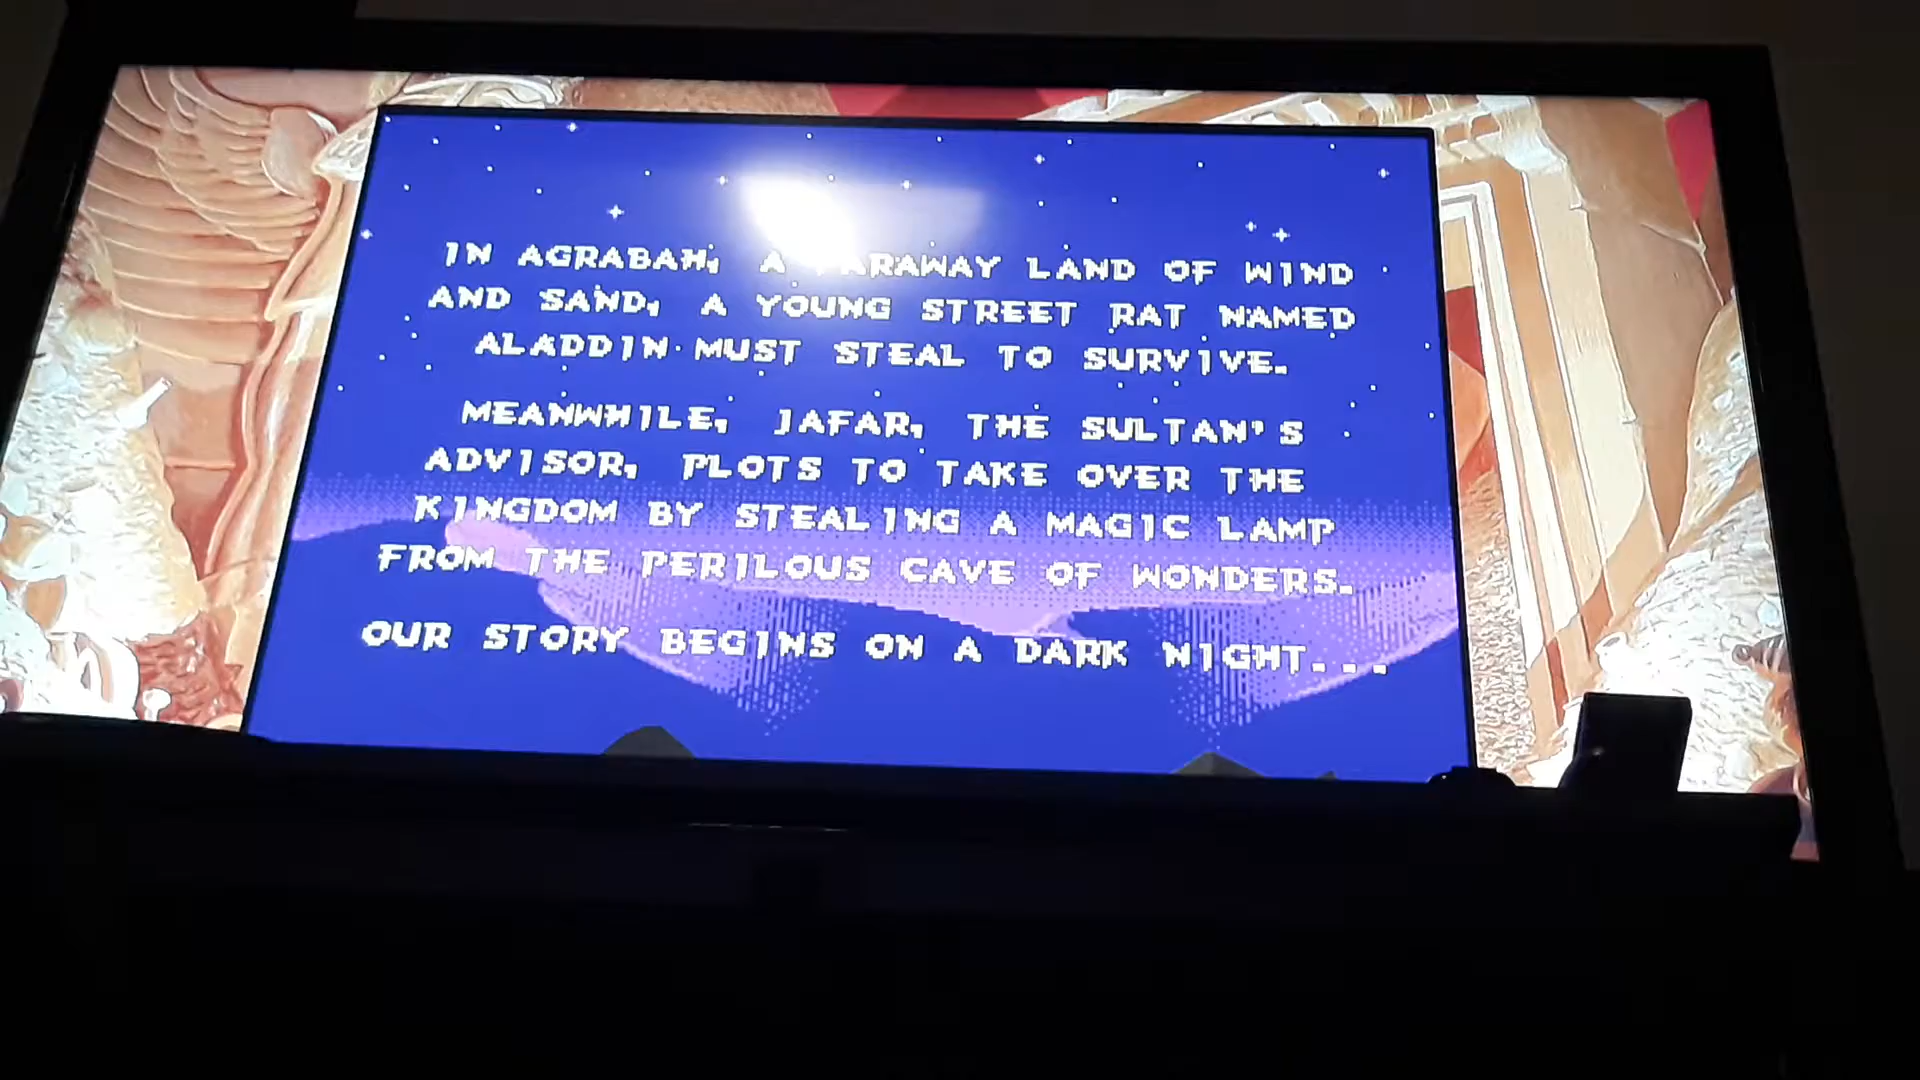 IN AGRABAH, A FARAWAY LAND OF WIND
AND SAND, A YOUNG STREET RAT NAMED
ALADDIN MUST STEAL TO SURVIVE.
MEANWHILE, JAFAR, THE SULTAN'S
ADVISOR, PLOTS TO TAKE OVER THE
KINGDOM BY STEALING A MAGIC LAMP
FROM THE PERILOUS CAVE OF WONDERS.
OUR STORY BEGINS ON A DARK NIGHT...